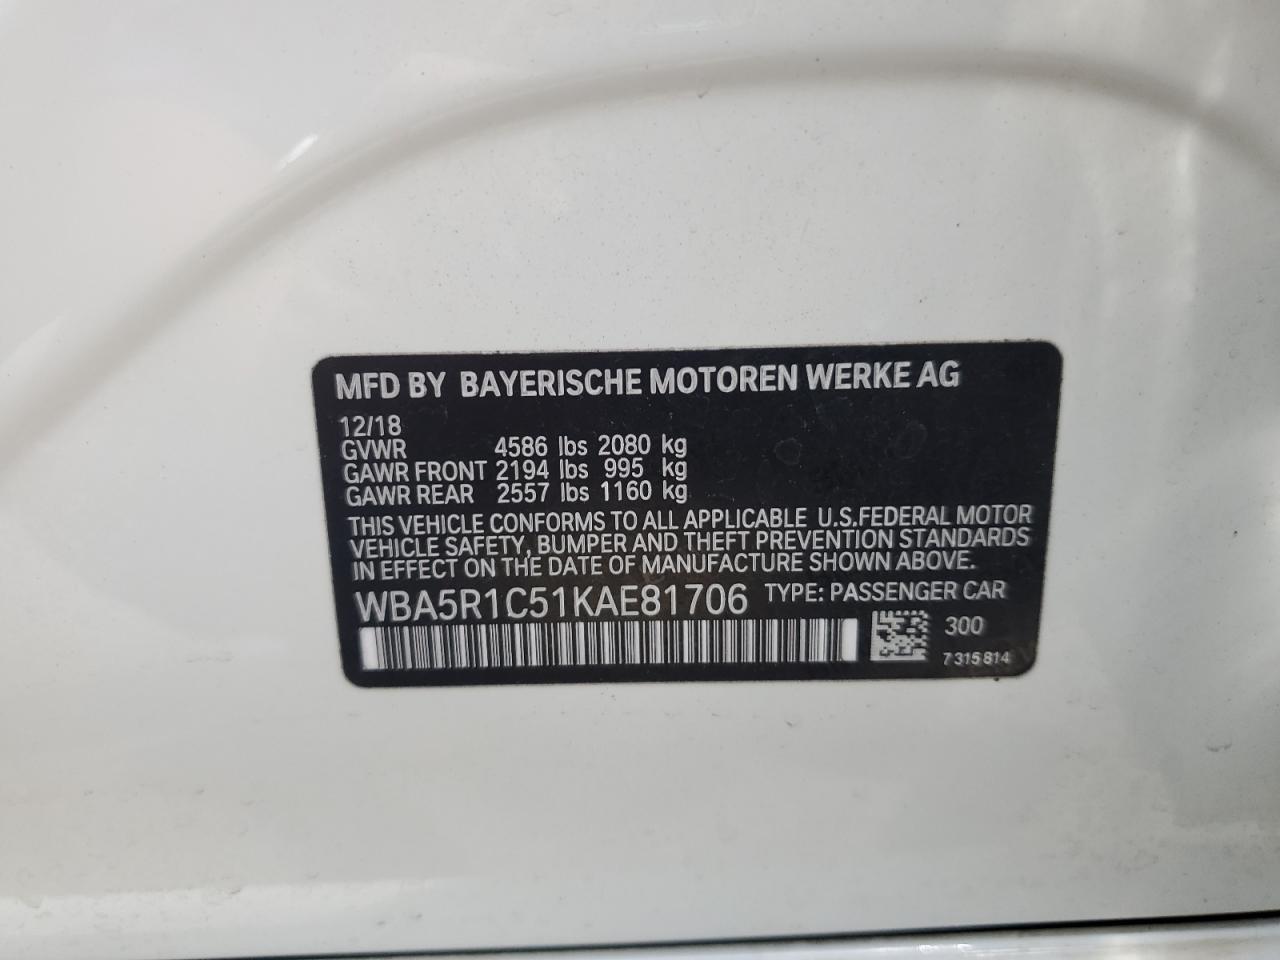 MFD BY BAYERISCHE MOTOREN WERKE AG
12/18
GVWR 4586 lbs 2080 kg
GAWR FRONT 2194 lbs 995 kg
GAWR REAR 2557 lbs 1160 kg
THIS VEHICLE CONFORMS TO ALL APPLICABLE U.S.FEDERAL MOTOR
VEHICLE SAFETY, BUMPER AND THEFT PREVENTION STANDARDS
IN EFFECT ON THE DATE OF MANUFACTURE SHOWN ABOVE.
WBA5R1C51KAE81706 TYPE: PASSENGER CAR
300
7315814